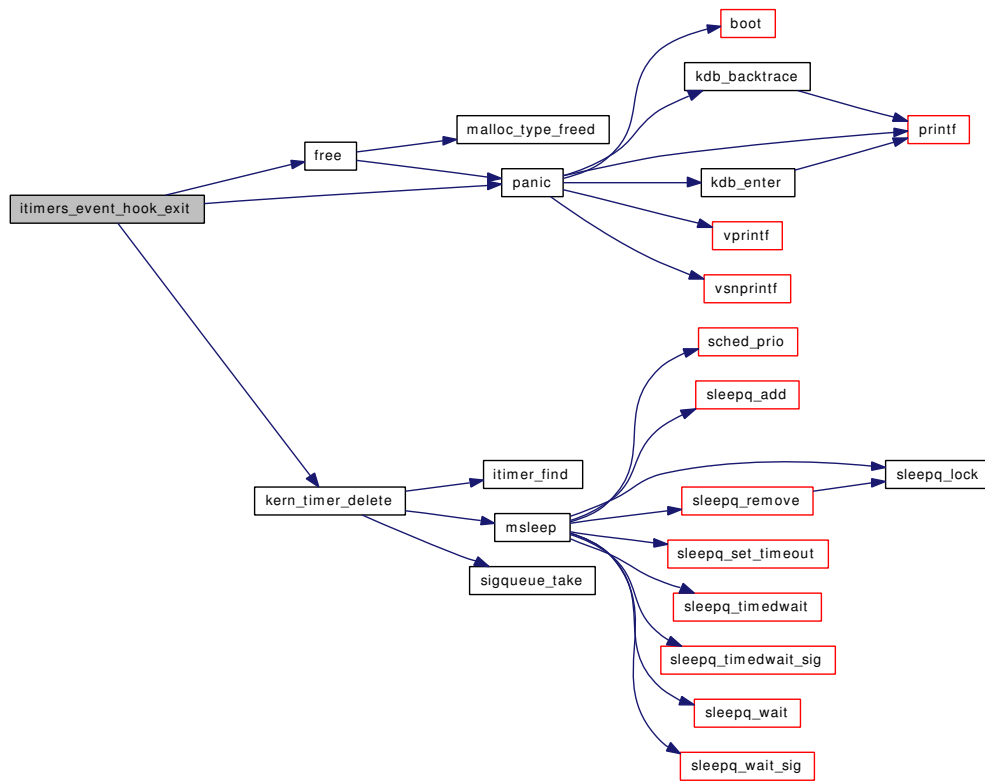 boot
kdb_backtrace
malloc_type_freed
printf
free
panic
kdb_enter
itimers_event_hook_exit
vprintf
vsnprintf
sched_prio
sleepq_add
itimer_find
sleepq_lock
kern_timer_delete
sleepq_remove
msleep
sleepq_set_timeout
sigqueue_take
sleepq_timedwait
sleepq_timedwait_sig
sleepq_wait
sleepq_wait_sig